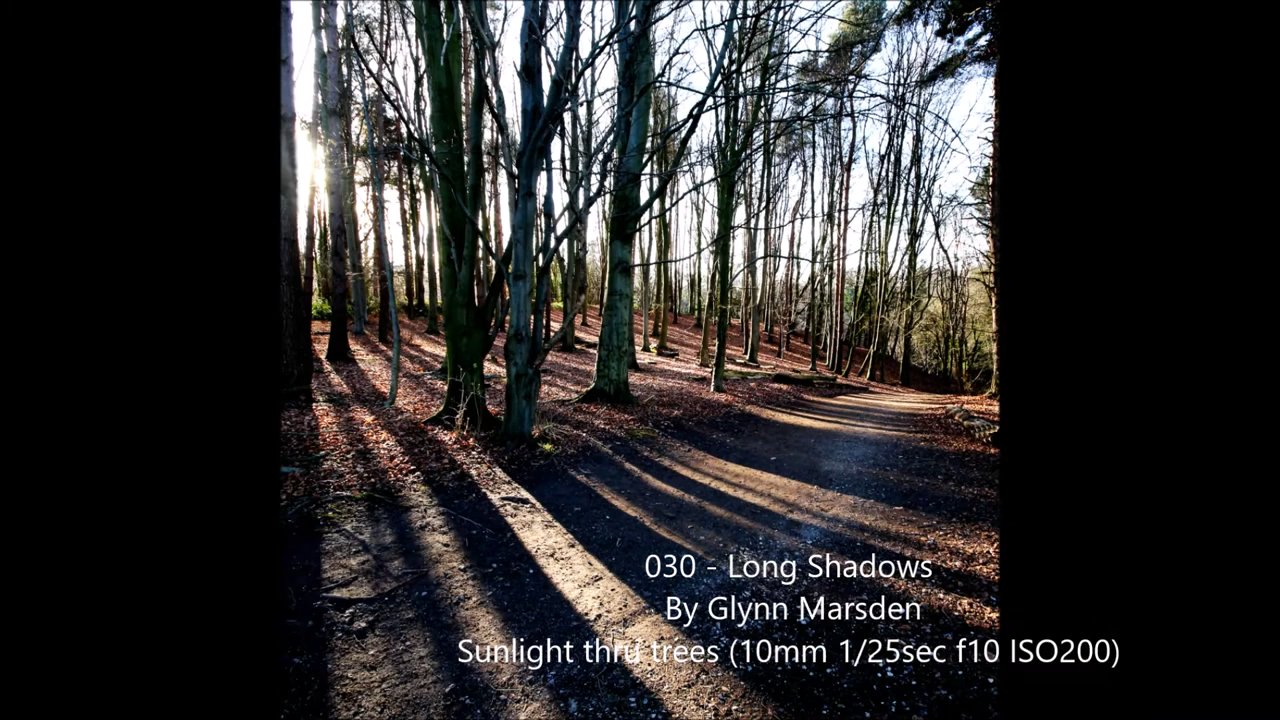 030 - Long Shadows
By Glynn Marsden
Sunlight thru trees (10mm 1/25sec f10 ISO200)